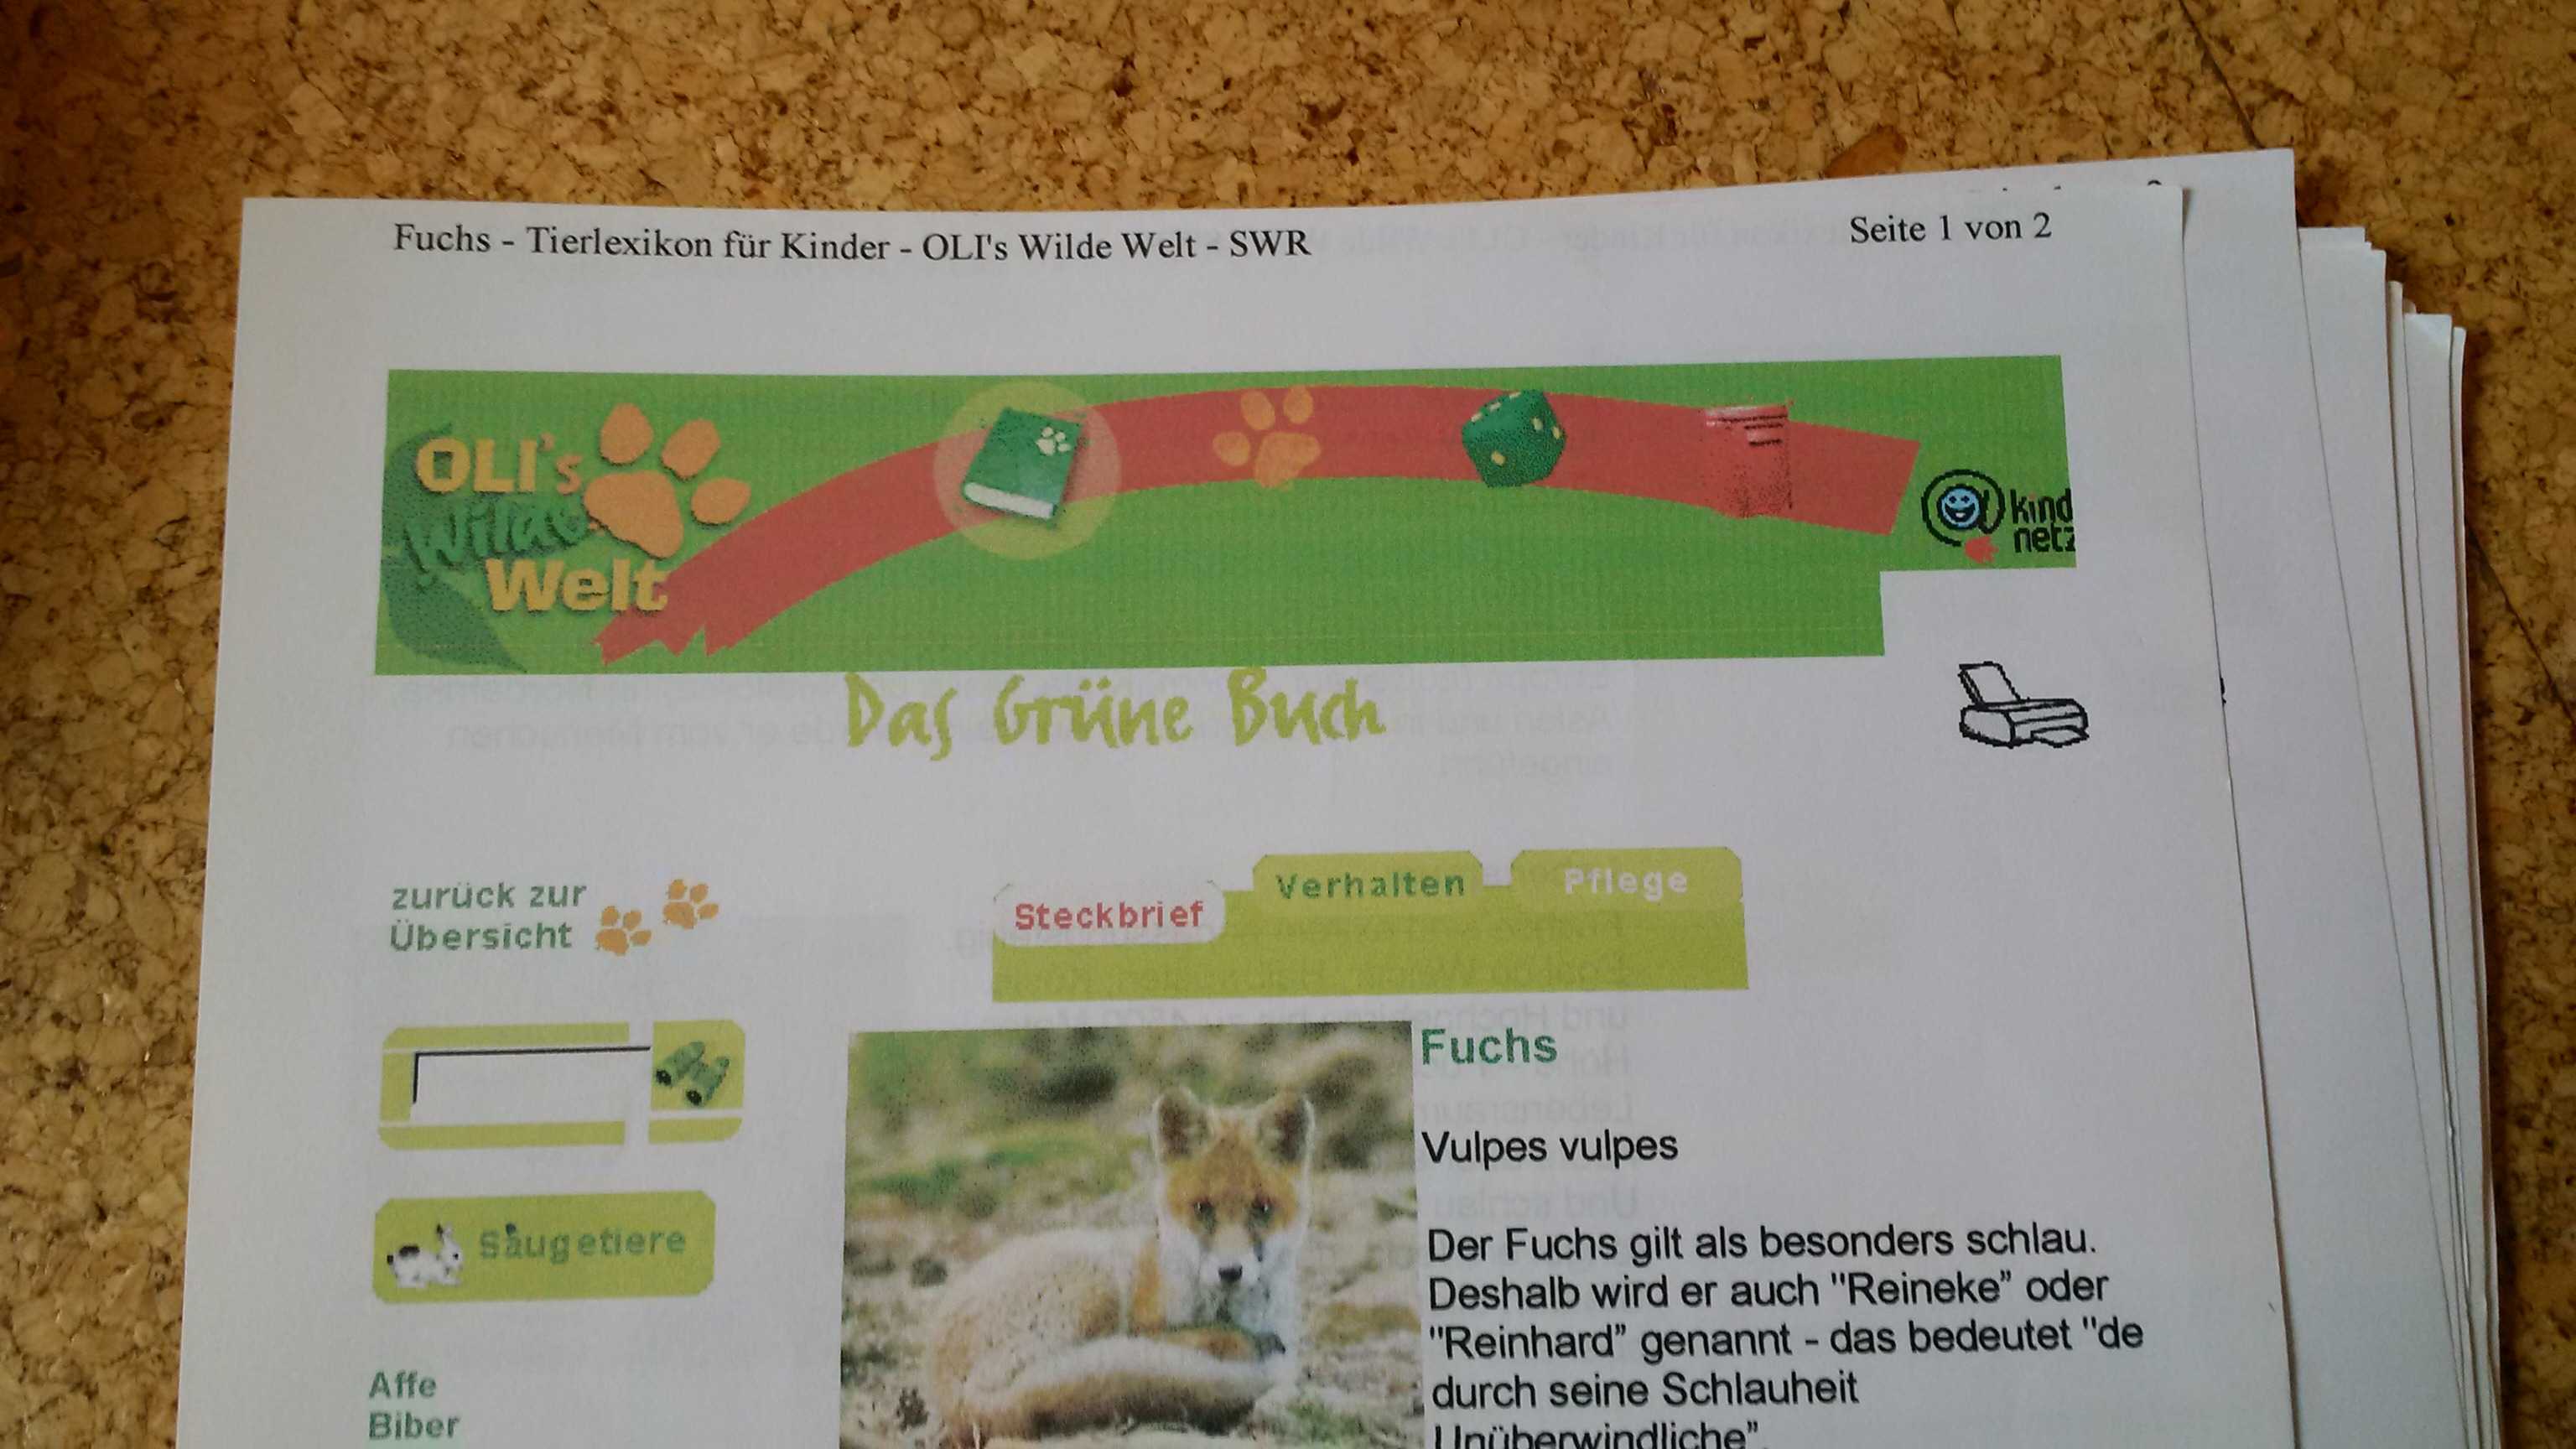 Fuchs - Tierlexikon für Kinder - OLI's Wilde Welt - SWR
Seite 1 von 2
OLI's
Wilde
Welt
kind
netz
Das Grüne Buch
zurück zur
Übersicht
Steckbrief
Verhalten
Pflege
Säugetiere
Affe
Biber
Fuchs
Vulpes vulpes
Der Fuchs gilt als besonders schlau.
Deshalb wird er auch "Reineke" oder
"Reinhard" genannt - das bedeutet "de
durch seine Schlauheit
Unüberwindliche".